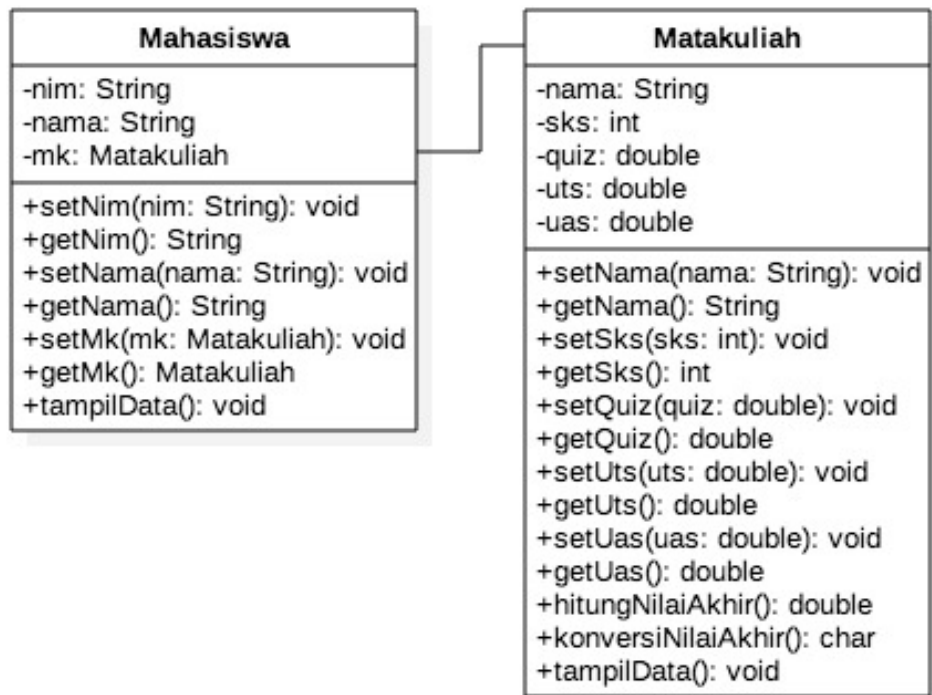 Mahasiswa
-nim: String
-nama: String
-mk: Matakuliah
+setNim(nim: String): void
+getNim(): String
+setNama(nama: String): void
+getNama(): String
+setMk(mk: Matakuliah): void
+getMk(): Matakuliah
+tampilData(): void
Matakuliah
-nama: String
-sks: int
-quiz: double
-uts: double
-uas: double
+setNama(nama: String): void
+getNama(): String
+setSks(sks: int): void
+getSks(): int
+setQuiz(quiz: double): void
+getQuiz(): double
+setUts(uts: double): void
+getUts(): double
+setUas(uas: double): void
+getUas(): double
+hitungNilaiAkhir(): double
+konversiNilaiAkhir(): char
+tampilData(): void